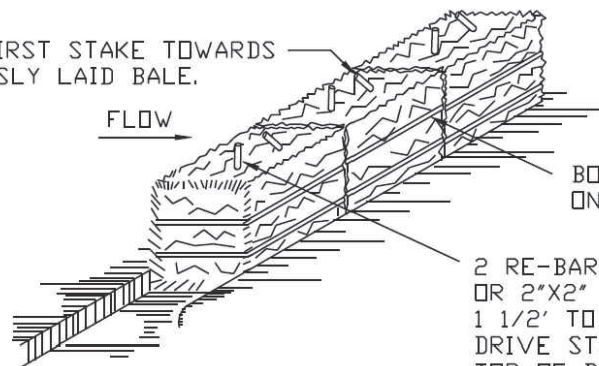 IRST STAKE TOWARDS
SLY LAID BALE.
FLOW
BO
ON
2 RE-BAR
OR 2"X2"
1 1/2' TO
DRIVE ST